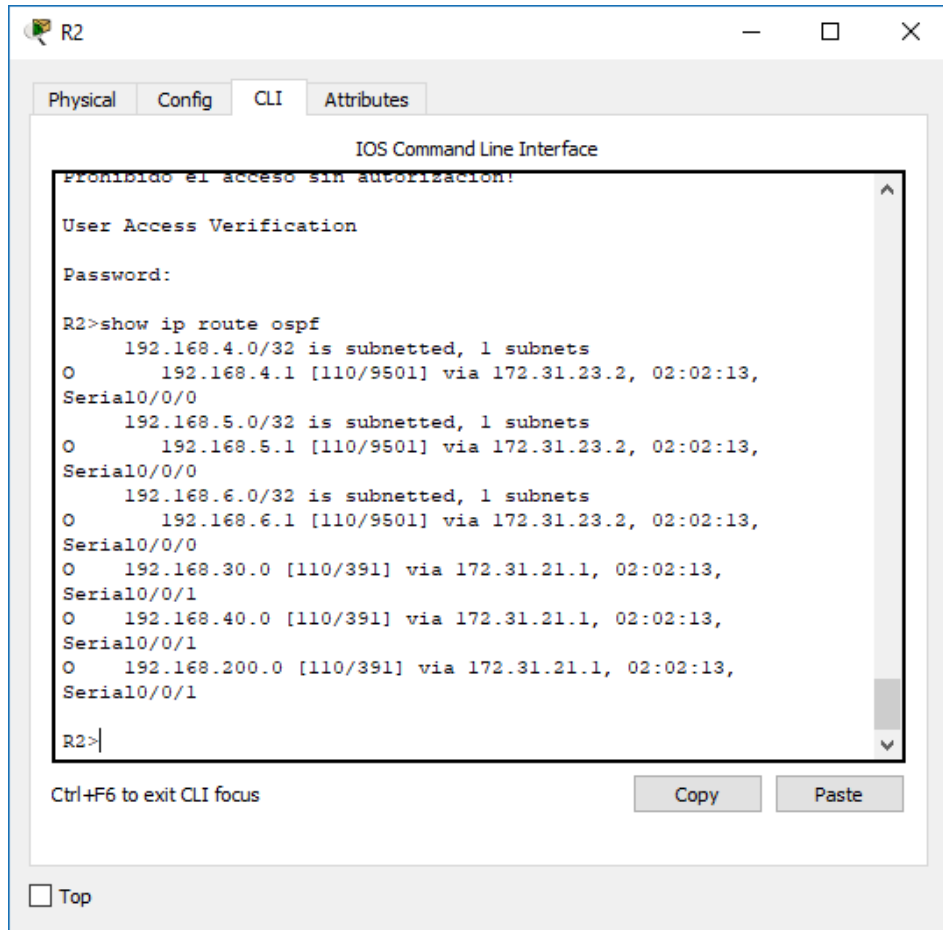 R2
Physical Config CLI Attributes
IOS Command Line Interface
Prohibido el acceso sin autorizacion!
User Access Verification
Password:
R2>show ip route ospf
192.168.4.0/32 is subnetted, 1 subnets
O 192.168.4.1 [110/9501] via 172.31.23.2, 02:02:13,
Serial0/0/0
192.168.5.0/32 is subnetted, 1 subnets
O 192.168.5.1 [110/9501] via 172.31.23.2, 02:02:13,
Serial0/0/0
192.168.6.0/32 is subnetted, 1 subnets
O 192.168.6.1 [110/9501] via 172.31.23.2, 02:02:13,
Serial0/0/0
O 192.168.30.0 [110/391] via 172.31.21.1, 02:02:13,
Serial0/0/1
O 192.168.40.0 [110/391] via 172.31.21.1, 02:02:13,
Serial0/0/1
O 192.168.200.0 [110/391] via 172.31.21.1, 02:02:13,
Serial0/0/1
R2>
Ctrl+F6 to exit CLI focus
Copy
Paste
Top